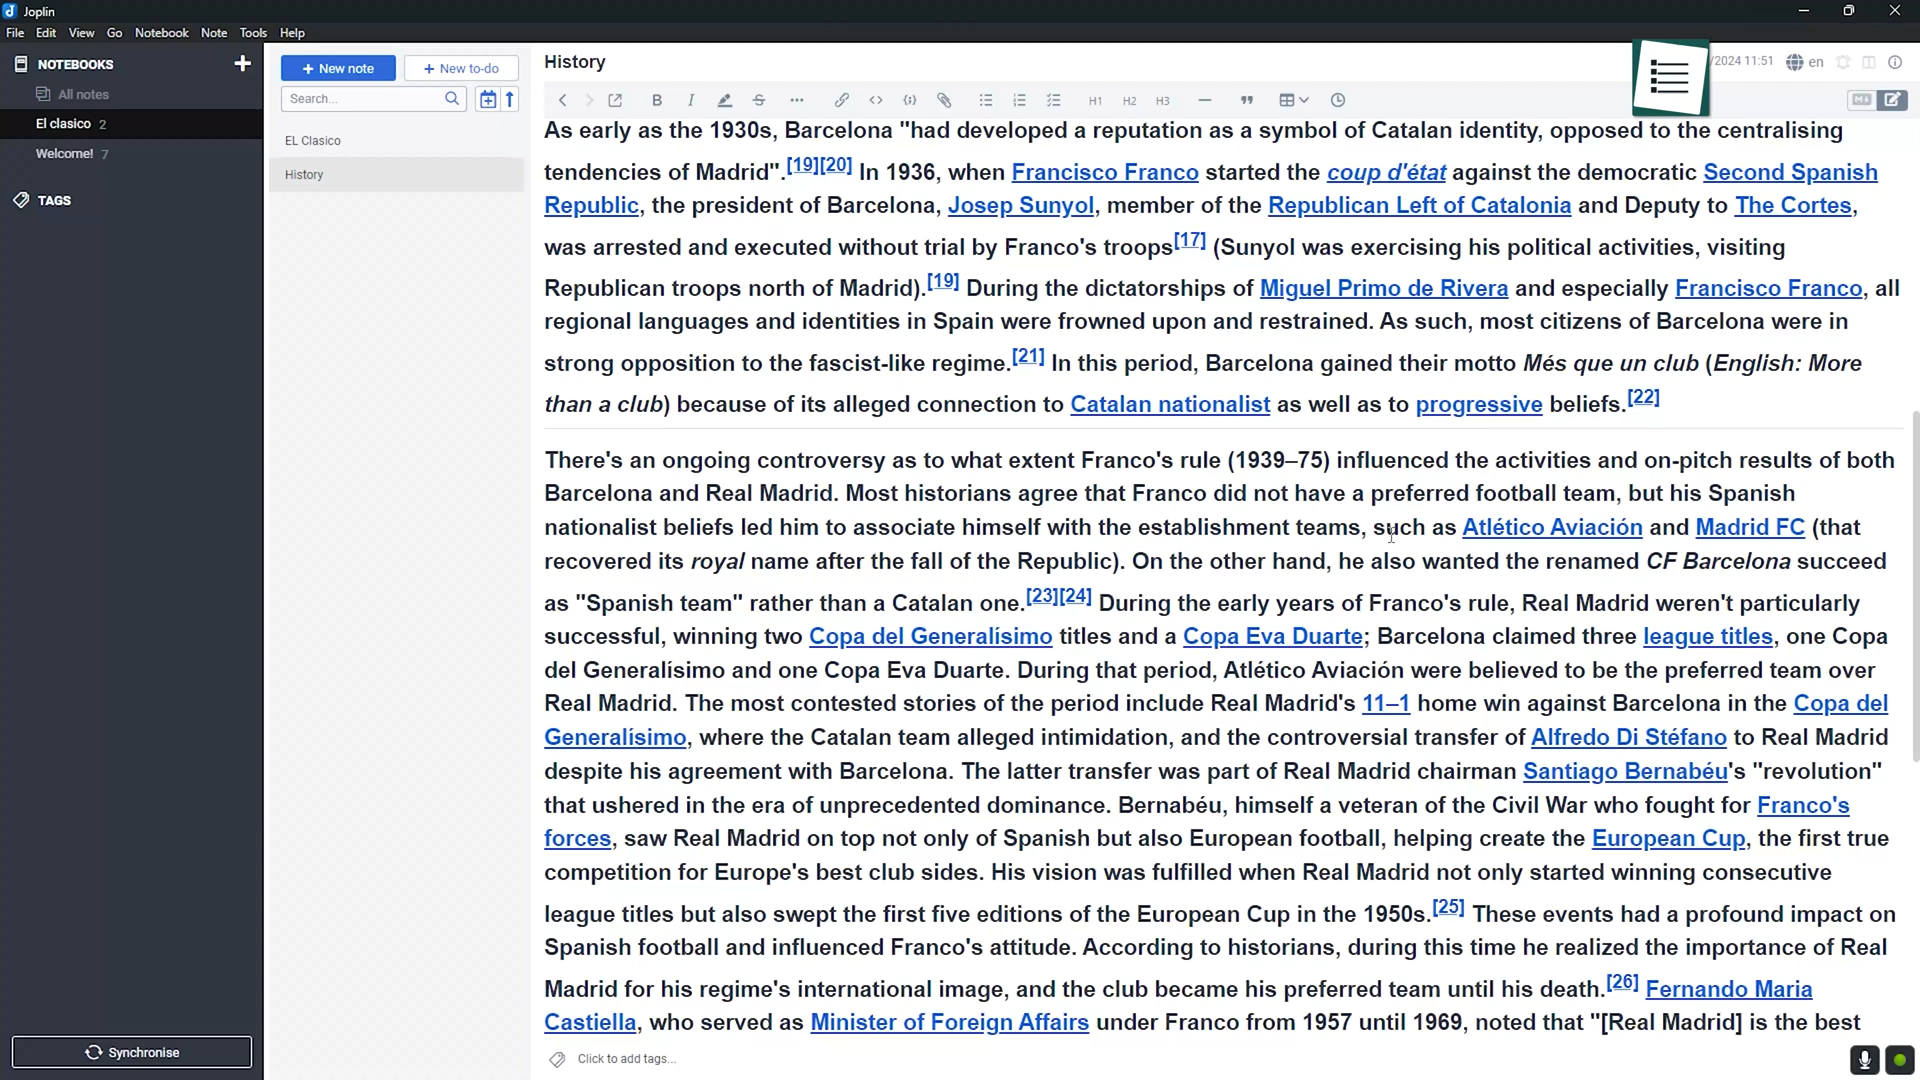 Joplin
File Edit View Go Notebook Note Tools Help
NOTEBOOKS
All notes
El clasico 2
Welcome! 7
TAGS
Synchronise
New note
New to-do
Search...
EL Clasico
History
History
/2024 11:51
en
H1 H2 H3
As early as the 1930s, Barcelona "had developed a reputation as a symbol of Catalan identity, opposed to the centralising
tendencies of Madrid".[19][20] In 1936, when Francisco Franco started the coup d'état against the democratic Second Spanish
Republic, the president of Barcelona, Josep Sunyol, member of the Republican Left of Catalonia and Deputy to The Cortes,
was arrested and executed without trial by Franco's troops[17] (Sunyol was exercising his political activities, visiting
Republican troops north of Madrid).[19] During the dictatorships of Miguel Primo de Rivera and especially Francisco Franco, all
regional languages and identities in Spain were frowned upon and restrained. As such, most citizens of Barcelona were in
strong opposition to the fascist-like regime.[21] In this period, Barcelona gained their motto Més que un club (English: More
than a club) because of its alleged connection to Catalan nationalist as well as to progressive beliefs.[22]
There's an ongoing controversy as to what extent Franco's rule (1939–75) influenced the activities and on-pitch results of both
Barcelona and Real Madrid. Most historians agree that Franco did not have a preferred football team, but his Spanish
nationalist beliefs led him to associate himself with the establishment teams, such as Atlético Aviación and Madrid FC (that
recovered its royal name after the fall of the Republic). On the other hand, he also wanted the renamed CF Barcelona succeed
as "Spanish team" rather than a Catalan one.[23][24] During the early years of Franco's rule, Real Madrid weren't particularly
successful, winning two Copa del Generalísimo titles and a Copa Eva Duarte; Barcelona claimed three league titles, one Copa
del Generalísimo and one Copa Eva Duarte. During that period, Atlético Aviación were believed to be the preferred team over
Real Madrid. The most contested stories of the period include Real Madrid's 11–1 home win against Barcelona in the Copa del
Generalísimo, where the Catalan team alleged intimidation, and the controversial transfer of Alfredo Di Stéfano to Real Madrid
despite his agreement with Barcelona. The latter transfer was part of Real Madrid chairman Santiago Bernabéu's "revolution"
that ushered in the era of unprecedented dominance. Bernabéu, himself a veteran of the Civil War who fought for Franco's
forces, saw Real Madrid on top not only of Spanish but also European football, helping create the European Cup, the first true
competition for Europe's best club sides. His vision was fulfilled when Real Madrid not only started winning consecutive
league titles but also swept the first five editions of the European Cup in the 1950s.[25] These events had a profound impact on
Spanish football and influenced Franco's attitude. According to historians, during this time he realized the importance of Real
Madrid for his regime's international image, and the club became his preferred team until his death.[26] Fernando Maria
Castiella, who served as Minister of Foreign Affairs under Franco from 1957 until 1969, noted that "[Real Madrid] is the best
Click to add tags...